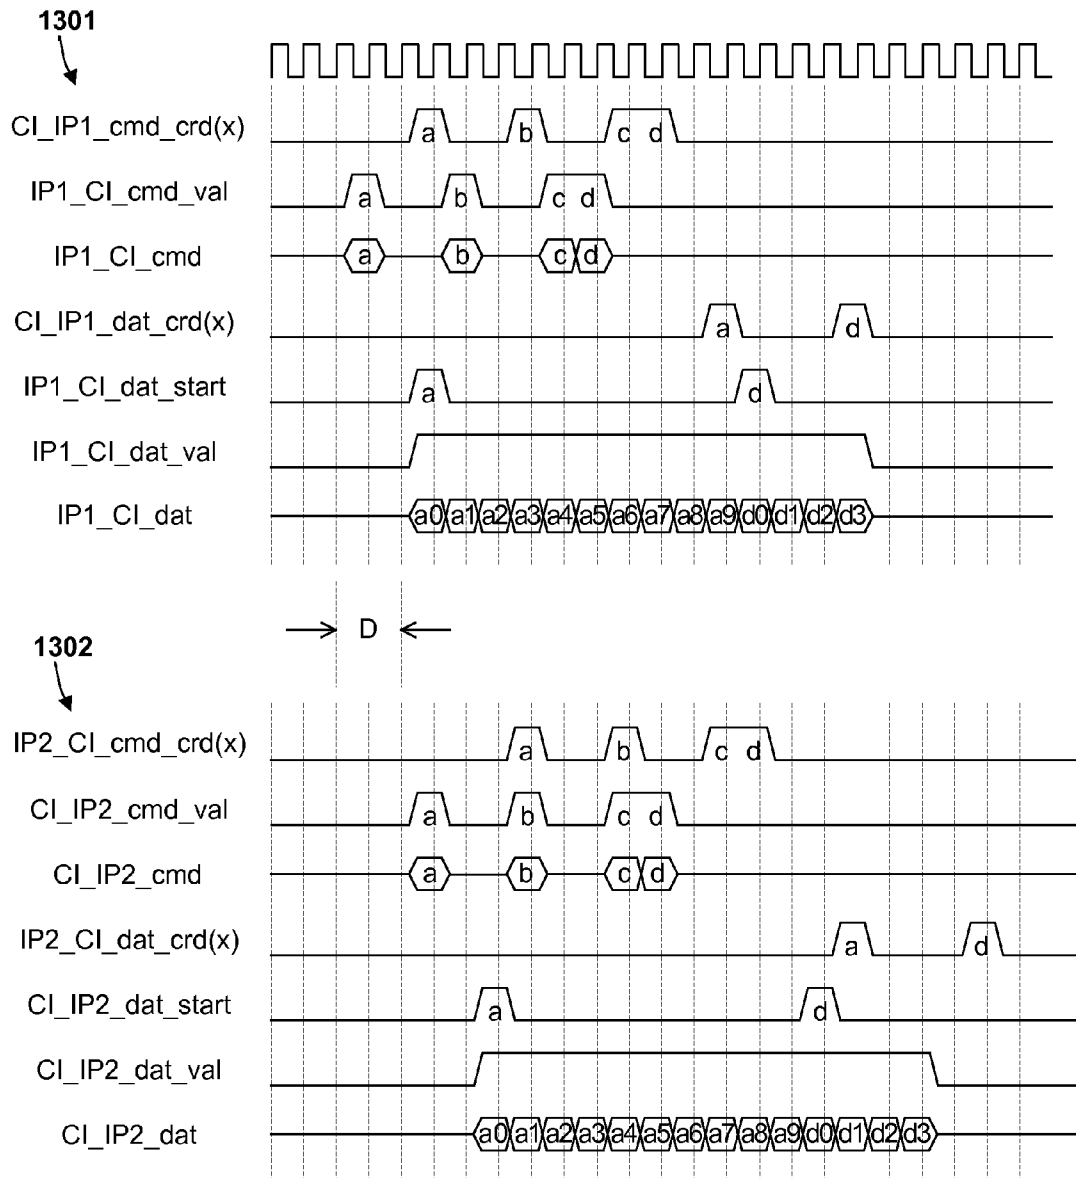 1301
CI_IP1_cmd_crd(x) a b c d
IP1_CI_cmd_val a b c d
IP1_CI_cmd a b c d
CI_IP1_dat_crd(x) a d
IP1_CI_dat_start a d
IP1_CI_dat_val
IP1_CI_dat a0 a1 a2 a3 a4 a5 a6 a7 a8 a9 d0 d1 d2 d3
D
1302
IP2_CI_cmd_crd(x) a b c d
CI_IP2_cmd_val a b c d
CI_IP2_cmd a b c d
IP2_CI_dat_crd(x) a d
CI_IP2_dat_start a d
CI_IP2_dat_val
CI_IP2_dat a0 a1 a2 a3 a4 a5 a6 a7 a8 a9 d0 d1 d2 d3